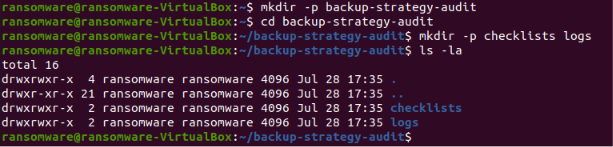 ransomware@ransomware-VirtualBox:~$ mkdir -p backup-strategy-audit
ransomware@ransomware-VirtualBox:~$ cd backup-strategy-audit
ransomware@ransomware-VirtualBox:~/backup-strategy-audit$ mkdir -p checklists logs
ransomware@ransomware-VirtualBox:~/backup-strategy-audit$ ls -la
total 16
drwxrwxr-x  4 ransomware ransomware 4096 Jul 28 17:35 .
drwxr-xr-x 21 ransomware ransomware 4096 Jul 28 17:35 ..
drwxrwxr-x  2 ransomware ransomware 4096 Jul 28 17:35 checklists
drwxrwxr-x  2 ransomware ransomware 4096 Jul 28 17:35 logs
ransomware@ransomware-VirtualBox:~/backup-strategy-audit$